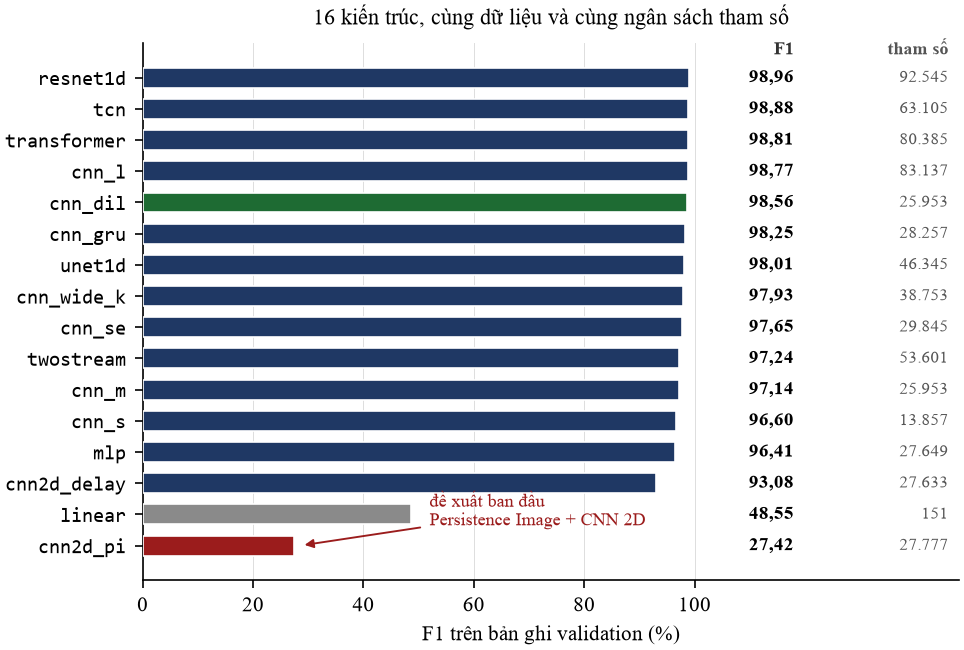 16 kiến trúc, cùng dữ liệu và cùng ngân sách tham số
F1 tham số
resnet1d 98,96 92.545
tcn 98,88 63.105
transformer 98,81 80.385
cnn_l 98,77 83.137
cnn_dil 98,56 25.953
cnn_gru 98,25 28.257
unet1d 98,01 46.345
cnn_wide_k 97,93 38.753
cnn_se 97,65 29.845
twostream 97,24 53.601
cnn_m 97,14 25.953
cnn_s 96,60 13.857
mlp 96,41 27.649
cnn2d_delay 93,08 27.633
đề xuất ban đầu
Persistence Image + CNN 2D
linear 48,55 151
cnn2d_pi 27,42 27.777
0 20 40 60 80 100
F1 trên bản ghi validation (%)